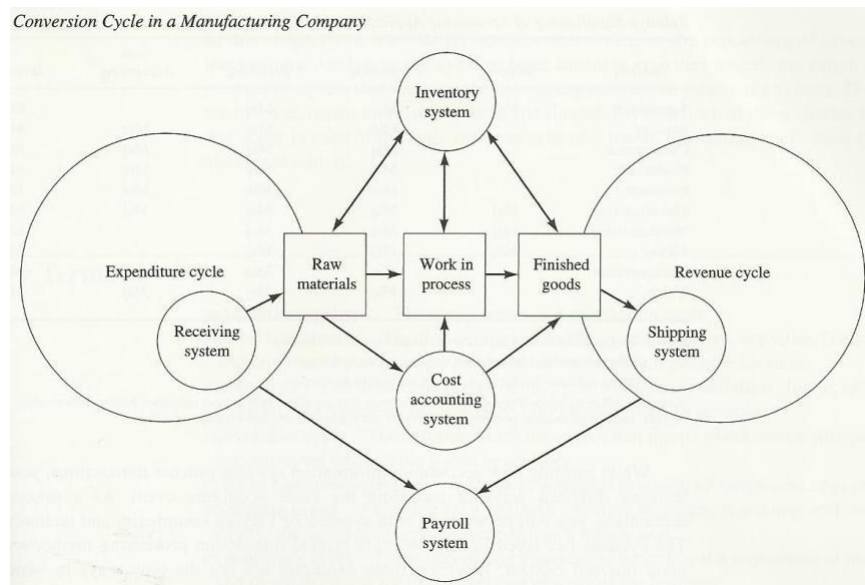 Conversion Cycle in a Manufacturing Company
Inventory
system
Expenditure cycle
Raw
materials
Work in
process
Finished
goods
Revenue cycle
Receiving
system
Shipping
system
Cost
accounting
system
Payroll
system